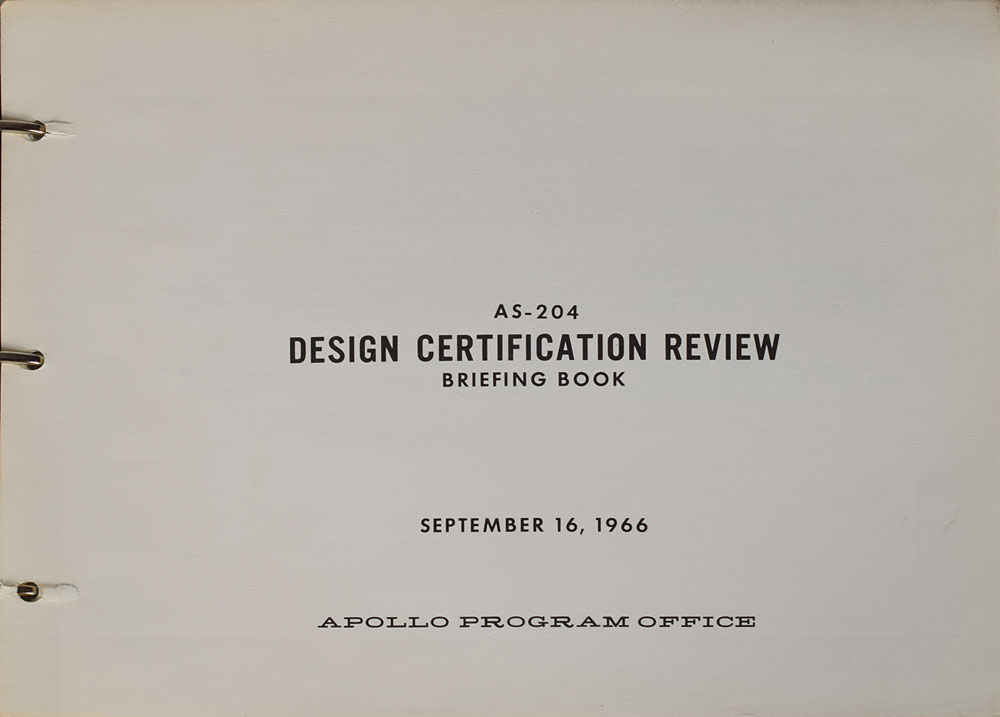 AS-204
DESIGN CERTIFICATION REVIEW
BRIEFING BOOK
SEPTEMBER 16, 1966
APOLLO PROGRAM OFFICE